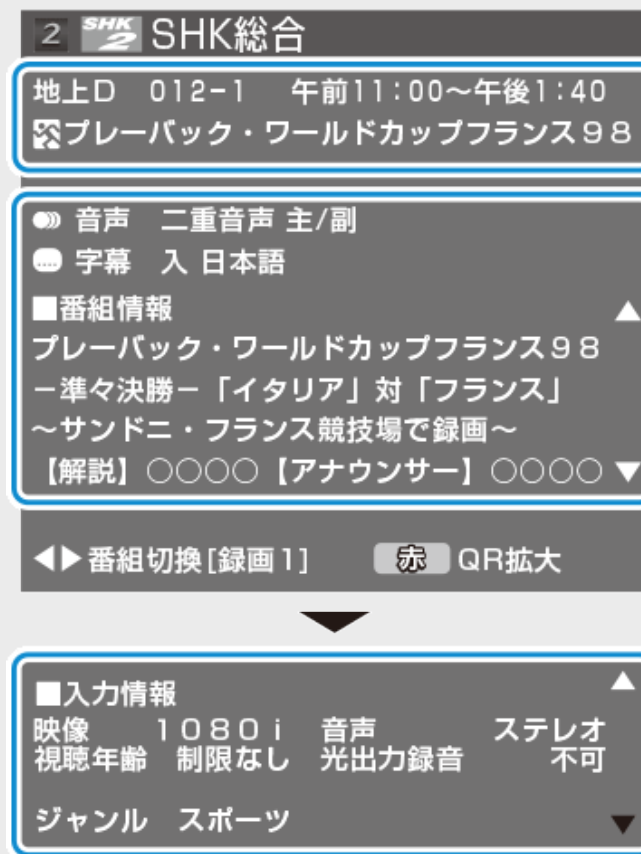 2 SHK2 SHK総合
地上D 012-1 午前11:00～午後1:40
プレーバック・ワールドカップフランス９８
音声 二重音声 主/副
字幕 入 日本語
■番組情報 ▲
プレーバック・ワールドカップフランス９８
－準々決勝－「イタリア」対「フランス」
～サンドニ・フランス競技場で録画～
【解説】○○○○【アナウンサー】○○○○ ▼
◀▶番組切換[録画1] 赤 QR拡大
■入力情報 ▲
映像 １０８０ｉ 音声 ステレオ
視聴年齢 制限なし 光出力録音 不可
ジャンル スポーツ ▼